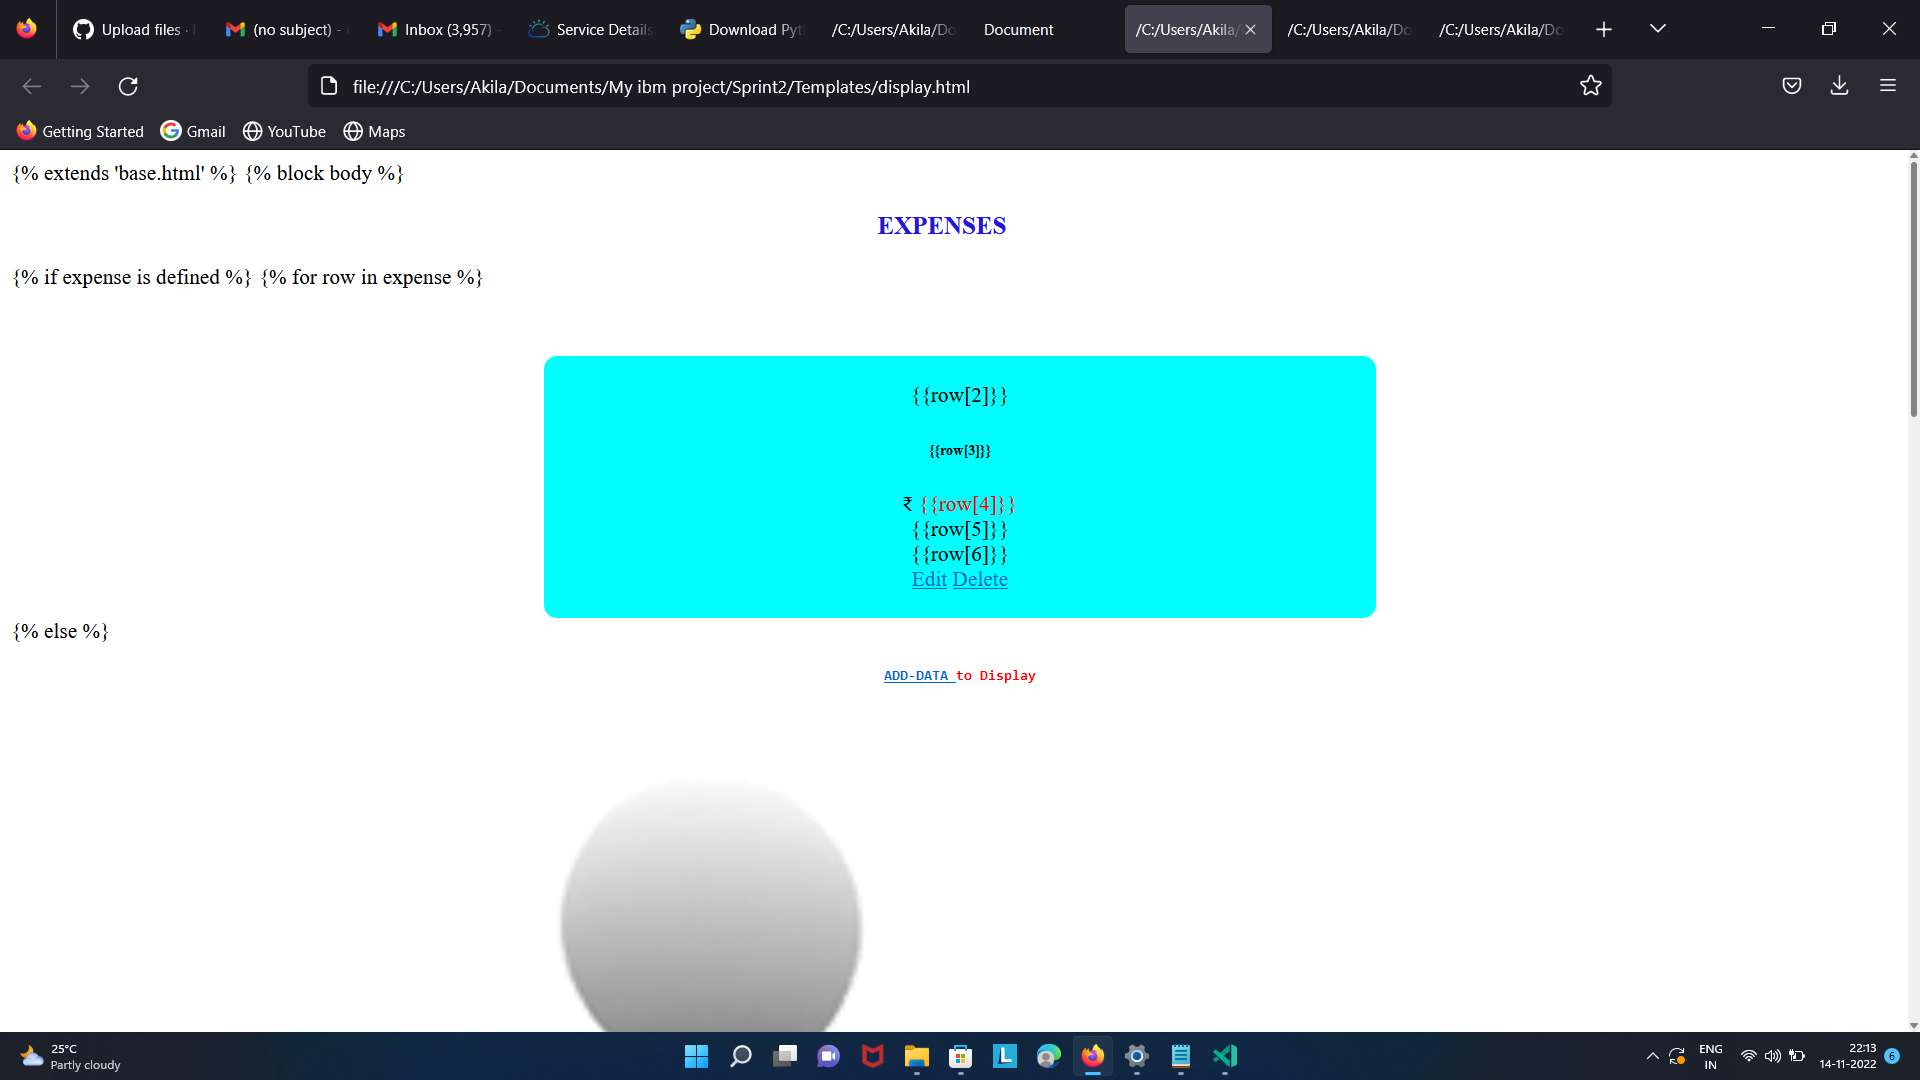 Upload files ·
(no subject) -
Inbox (3,957)
Service Details
Download Pyt
/C:/Users/Akila/Do
Document
/C:/Users/Akila/
/C:/Users/Akila/Do
/C:/Users/Akila/Do
file:///C:/Users/Akila/Documents/My ibm project/Sprint2/Templates/display.html
Getting Started
Gmail
YouTube
Maps
{% extends 'base.html' %} {% block body %}
EXPENSES
{% if expense is defined %} {% for row in expense %}
{{row[2]}}
{{row[3]}}
₹ {{row[4]}}
{{row[5]}}
{{row[6]}}
Edit Delete
{% else %}
ADD-DATA to Display
25°C
Partly cloudy
L
ENG
IN
22:13
14-11-2022
6